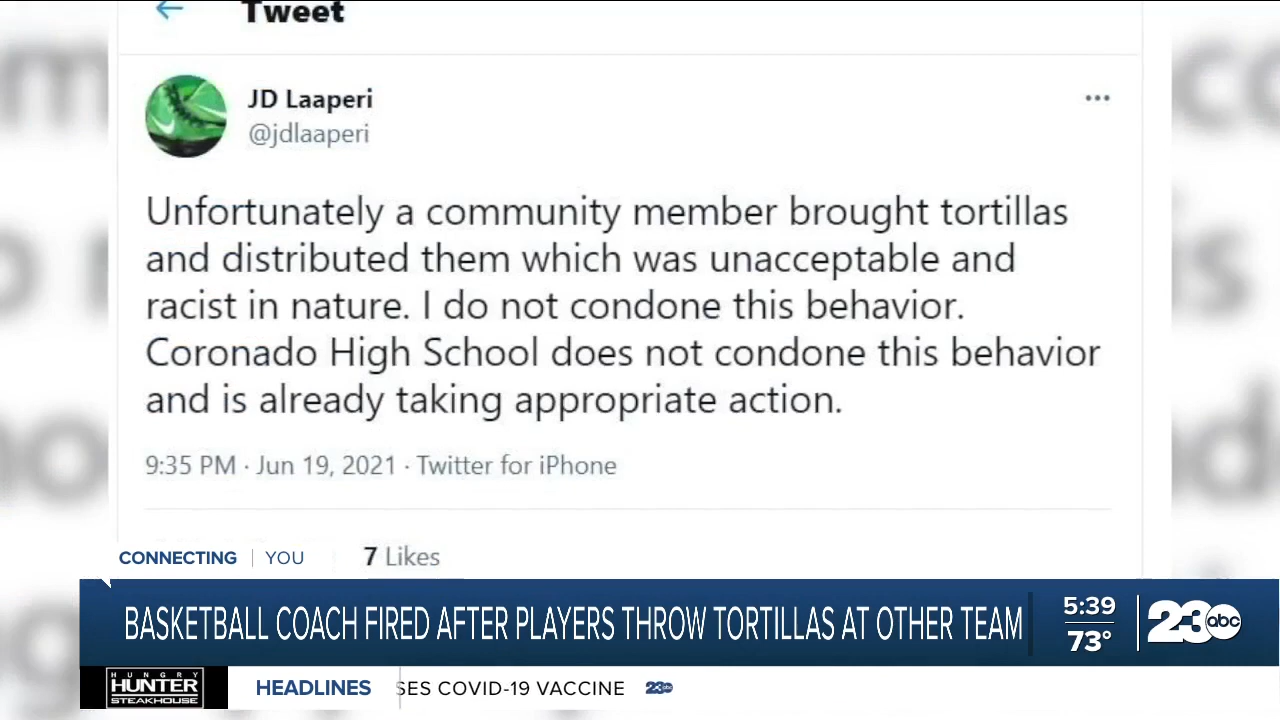 Tweet
JD Laaperi
@jdlaaperi
Unfortunately a community member brought tortillas
and distributed them which was unacceptable and
racist in nature. I do not condone this behavior.
Coronado High School does not condone this behavior
and is already taking appropriate action.
9:35 PM · Jun 19, 2021 · Twitter for iPhone
7 Likes
CONNECTING | YOU
BASKETBALL COACH FIRED AFTER PLAYERS THROW TORTILLAS AT OTHER TEAM
5:39
73°
23 abc
HUNGRY
HUNTER
STEAKHOUSE
HEADLINES
SES COVID-19 VACCINE
23 abc